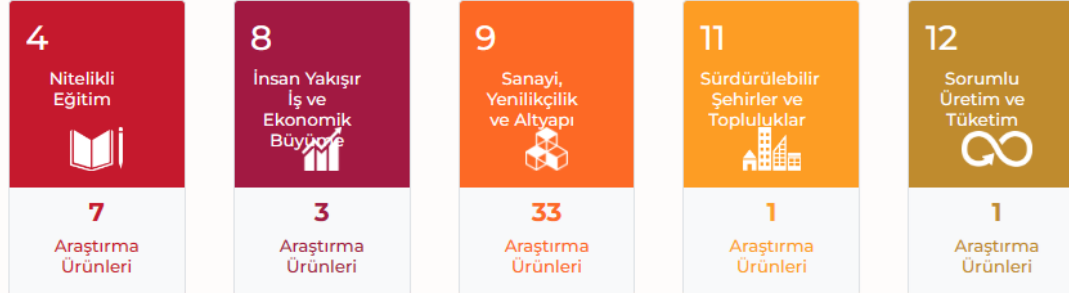 4
Nitelikli
Eğitim
7
Araştırma
Ürünleri
8
İnsan Yakışır
İş ve
Ekonomik
Büyüme
3
Araştırma
Ürünleri
9
Sanayi,
Yenilikçilik
ve Altyapı
33
Araştırma
Ürünleri
11
Sürdürülebilir
Şehirler ve
Topluluklar
1
Araştırma
Ürünleri
12
Sorumlu
Üretim ve
Tüketim
1
Araştırma
Ürünleri